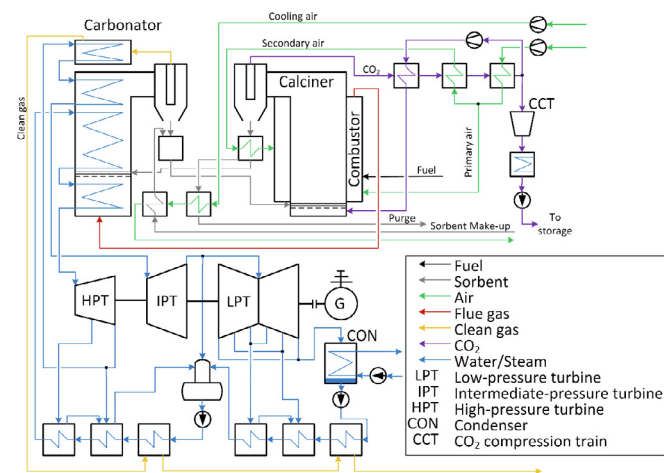 Cooling air
Carbonator
Secondary air
CO2
Calciner
CCT
Clean gas
Combustor
Primary air
Fuel
Purge
Sorbent Make-up
To
storage
HPT
IPT
LPT
G
CON
Fuel
Sorbent
Air
Flue gas
Clean gas
CO2
Water/Steam
LPT Low-pressure turbine
IPT Intermediate-pressure turbine
HPT High-pressure turbine
CON Condenser
CCT CO2 compression train